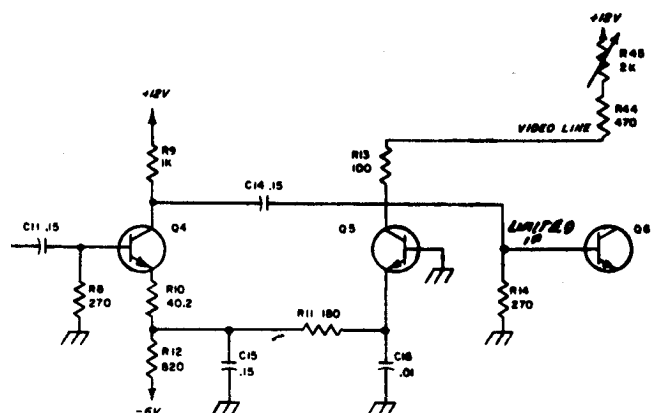 +12V
R45
2K
R44
470
VIDEO LINE
+12V
R9
1K
R13
100
C14 .15
C11 .15
Q4
Q5
LIMITED
IF
Q6
R8
270
R10
40.2
R11 180
R14
270
R12
820
C15
.15
C16
.01
-6V